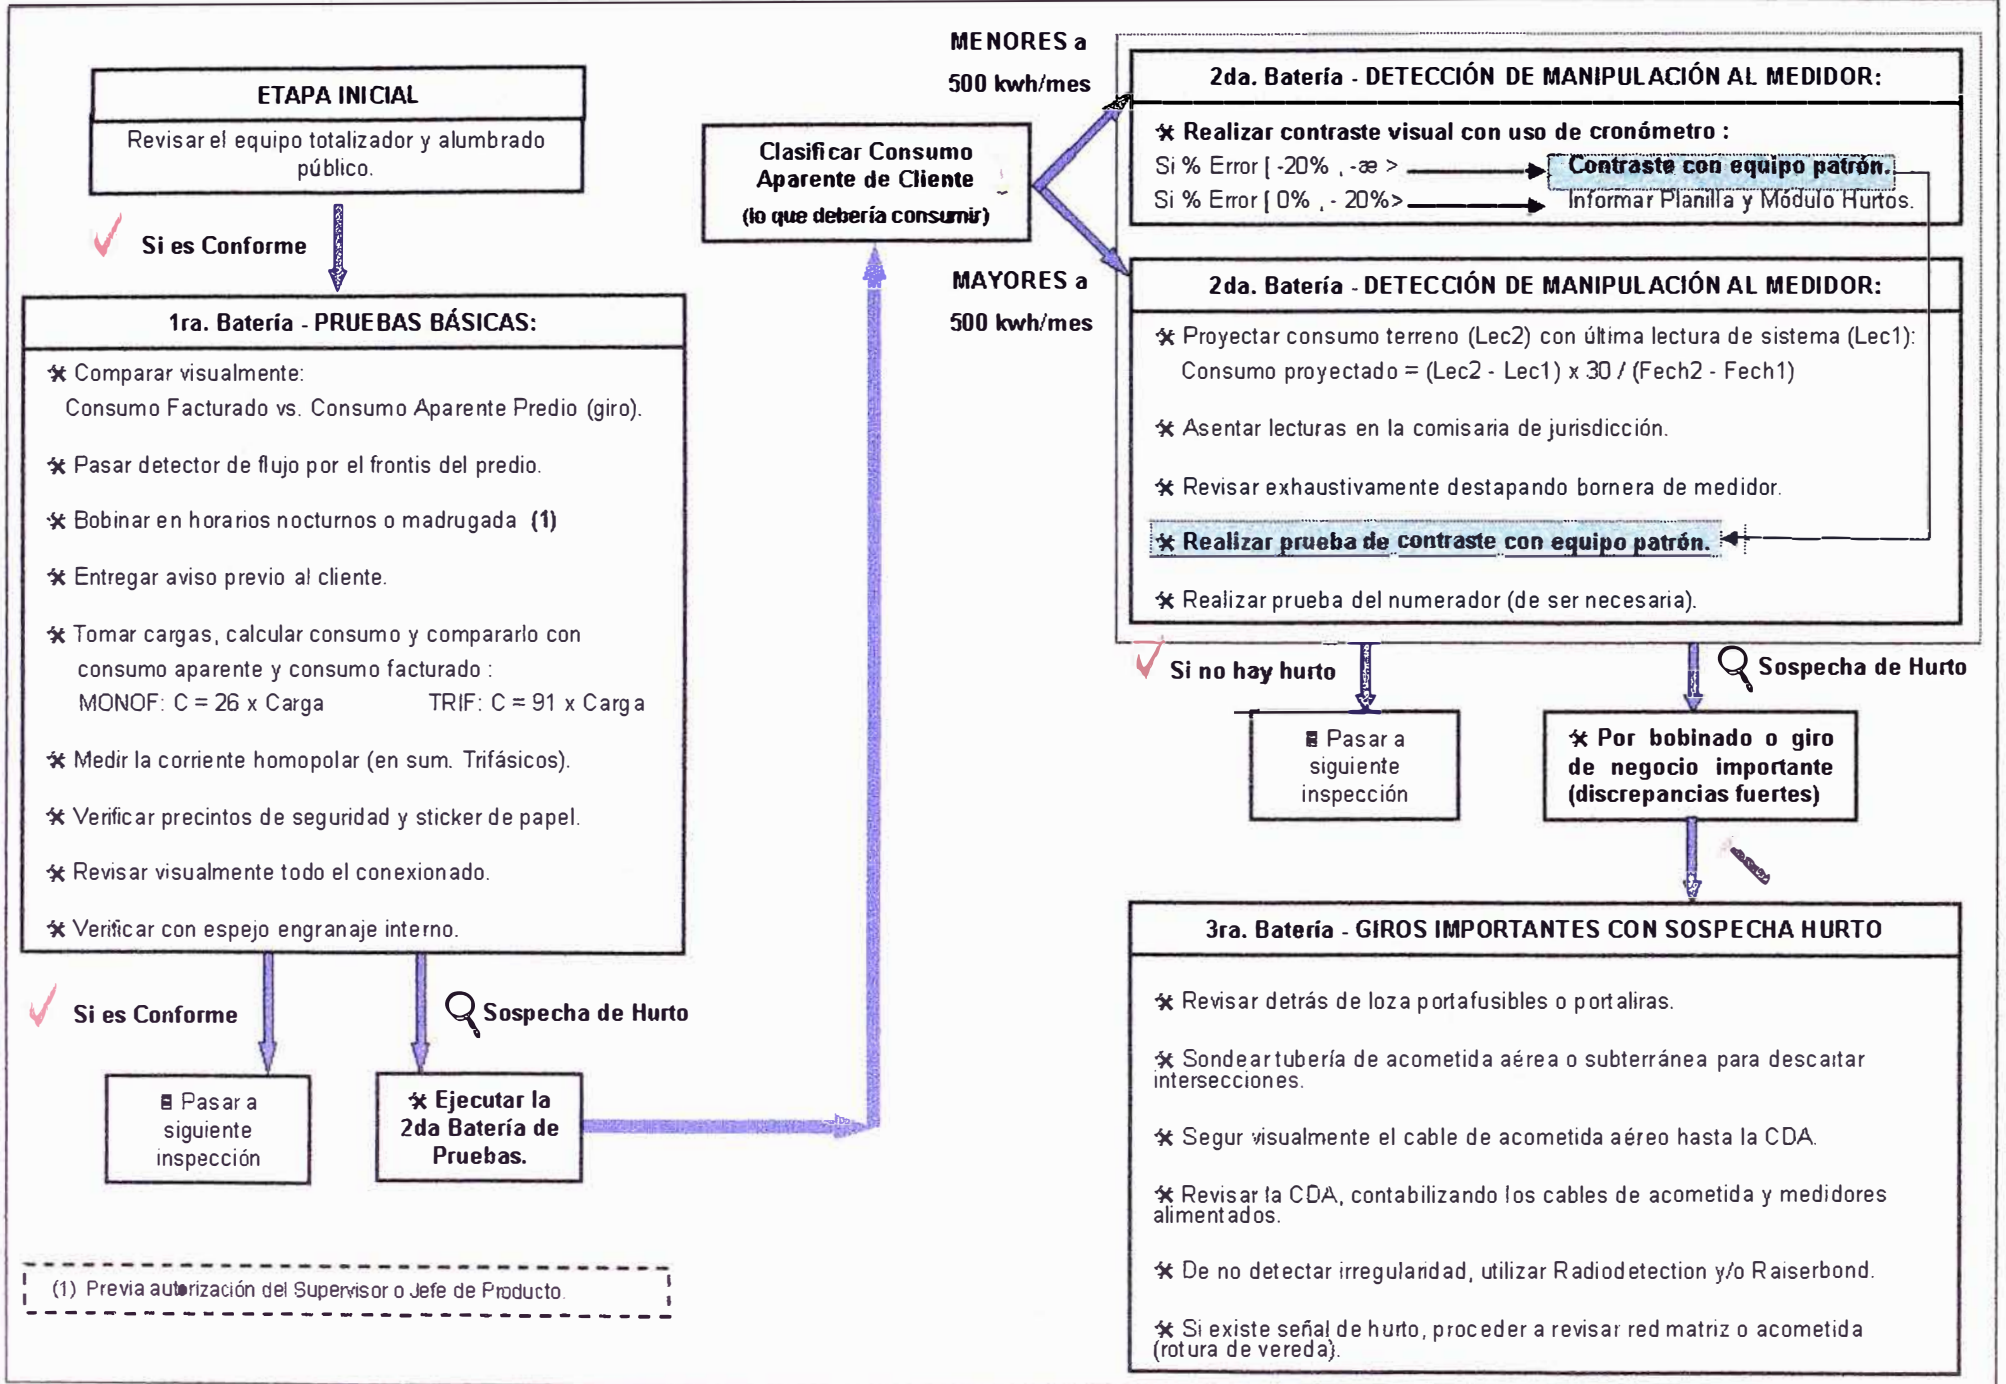 ETAPA INICIAL
Revisar el equipo totalizador y alumbrado
público.
Si es Conforme
1ra. Batería - PRUEBAS BÁSICAS:
Comparar visualmente:
Consumo Facturado vs. Consumo Aparente Predio (giro).
Pasar detector de flujo por el frontis del predio.
Bobinar en horarios nocturnos o madrugada (1)
Entregar aviso previo al cliente.
Tomar cargas, calcular consumo y compararlo con
consumo aparente y consumo facturado :
MONOF: C = 26 x Carga TRIF: C = 91 x Carga
Medir la corriente homopolar (en sum. Trifásicos).
Verificar precintos de seguridad y sticker de papel.
Revisar visualmente todo el conexionado.
Verificar con espejo engranaje interno.
Si es Conforme
Sospecha de Hurto
Pasar a
siguiente
inspección
Ejecutar la
2da Batería de
Pruebas.
(1) Previa autorización del Supervisor o Jefe de Producto.
Clasificar Consumo
Aparente de Cliente
(lo que debería consumir)
MENORES a
500 kwh/mes
MAYORES a
500 kwh/mes
2da. Batería - DETECCIÓN DE MANIPULACIÓN AL MEDIDOR:
Realizar contraste visual con uso de cronómetro :
Si % Error [ -20% , -æ > Contraste con equipo patrón.
Si % Error [ 0% , - 20%> Informar Planilla y Módulo Hurtos.
2da. Batería - DETECCIÓN DE MANIPULACIÓN AL MEDIDOR:
Proyectar consumo terreno (Lec2) con última lectura de sistema (Lec1):
Consumo proyectado = (Lec2 - Lec1) x 30 / (Fech2 - Fech1)
Asentar lecturas en la comisaria de jurisdicción.
Revisar exhaustivamente destapando bornera de medidor.
Realizar prueba de contraste con equipo patrón.
Realizar prueba del numerador (de ser necesaria).
Si no hay hurto
Sospecha de Hurto
Pasar a
siguiente
inspección
Por bobinado o giro
de negocio importante
(discrepancias fuertes)
3ra. Batería - GIROS IMPORTANTES CON SOSPECHA HURTO
Revisar detrás de loza portafusibles o portaliras.
Sondear tubería de acometida aérea o subterránea para descartar
intersecciones.
Segur visualmente el cable de acometida aéreo hasta la CDA.
Revisar la CDA, contabilizando los cables de acometida y medidores
alimentados.
De no detectar irregularidad, utilizar Radiodetection y/o Raiserbond.
Si existe señal de hurto, proceder a revisar red matriz o acometida
(rotura de vereda).